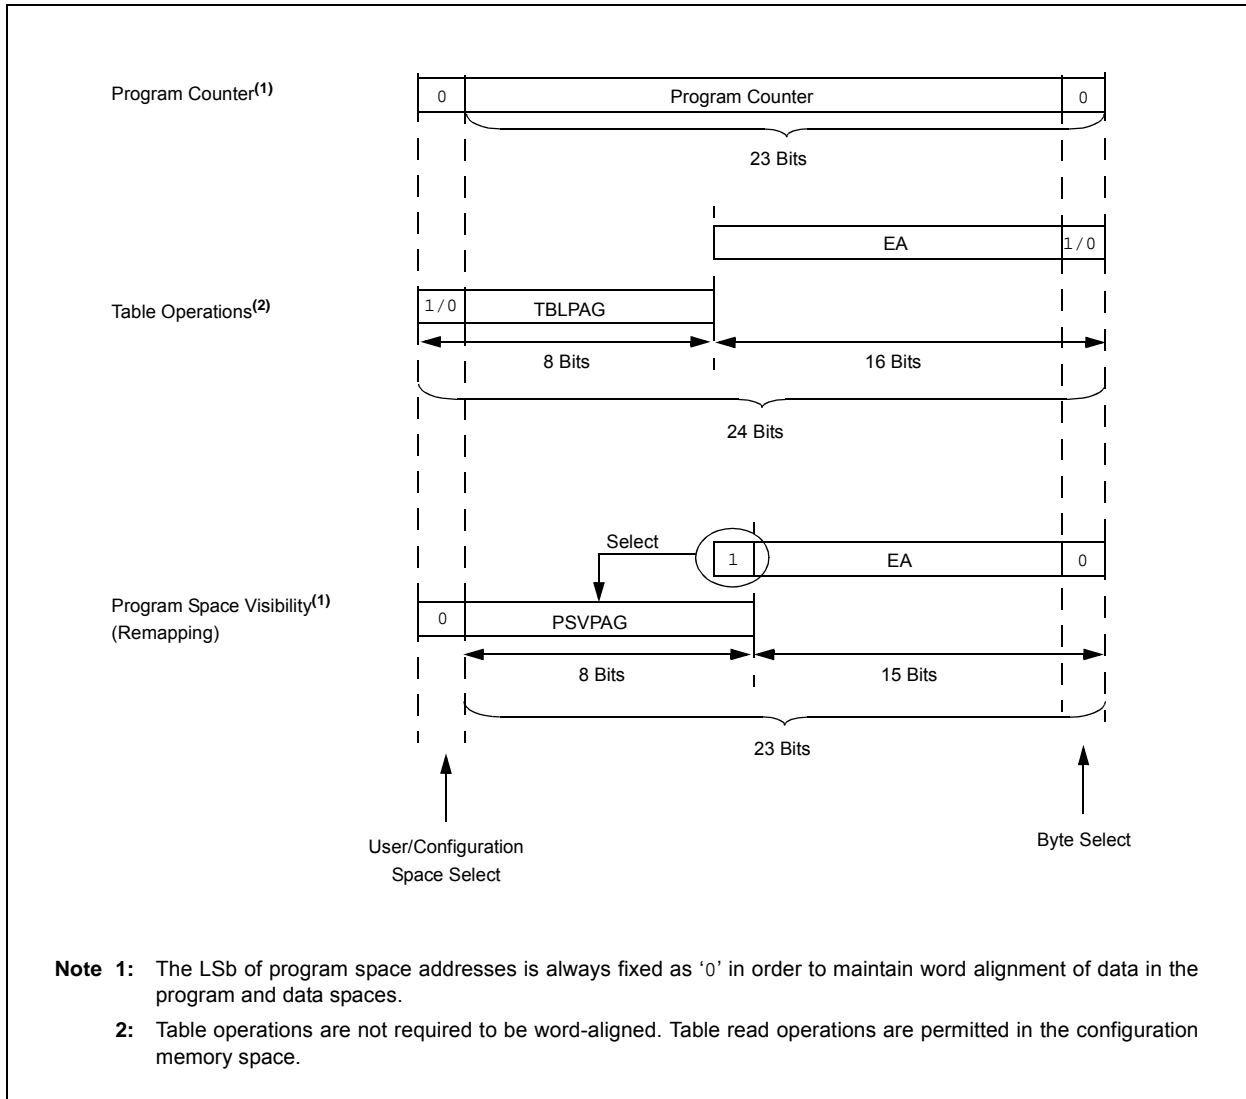 Program Counter(1)
0
Program Counter
0
23 Bits
EA
1/0
Table Operations(2)
1/0
TBLPAG
8 Bits
16 Bits
24 Bits
Select
1
EA
0
Program Space Visibility(1)
(Remapping)
0
PSVPAG
8 Bits
15 Bits
23 Bits
User/Configuration
Space Select
Byte Select
Note 1: The LSb of program space addresses is always fixed as ‘0’ in order to maintain word alignment of data in the
program and data spaces.
2: Table operations are not required to be word-aligned. Table read operations are permitted in the configuration
memory space.